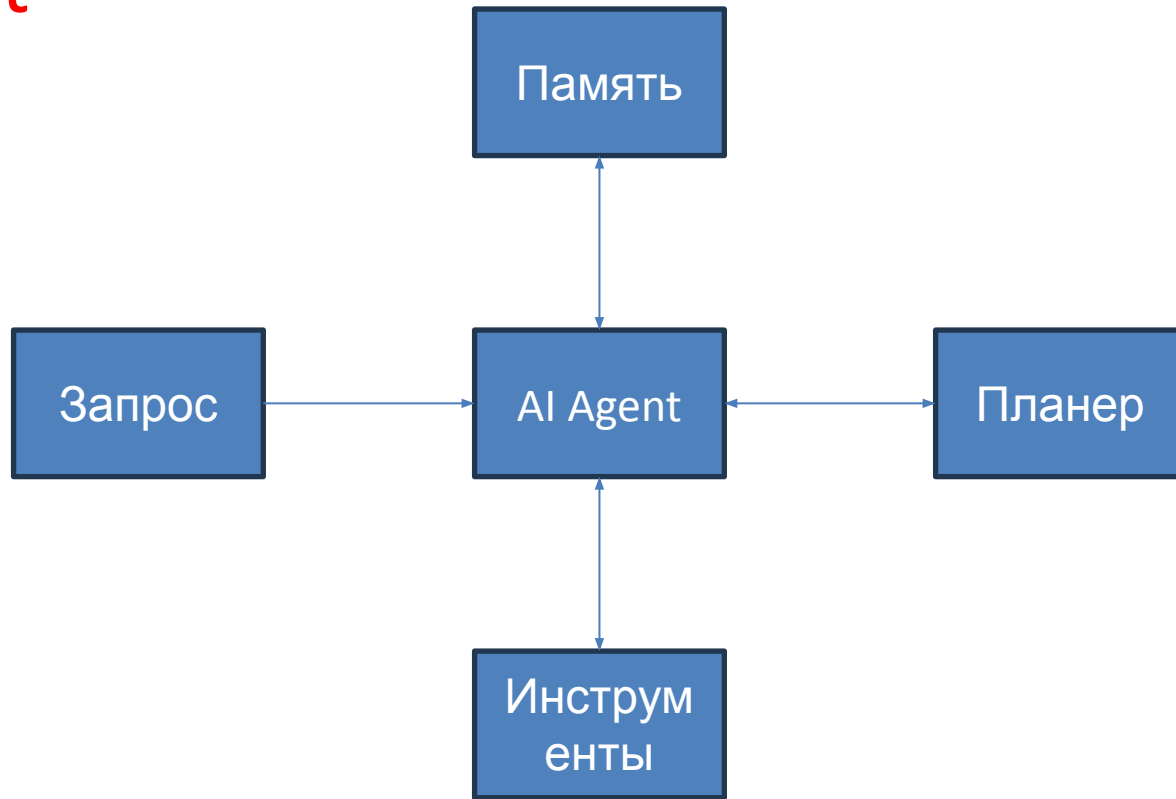 Память
Запрос
AI Agent
Планер
Инструм
енты